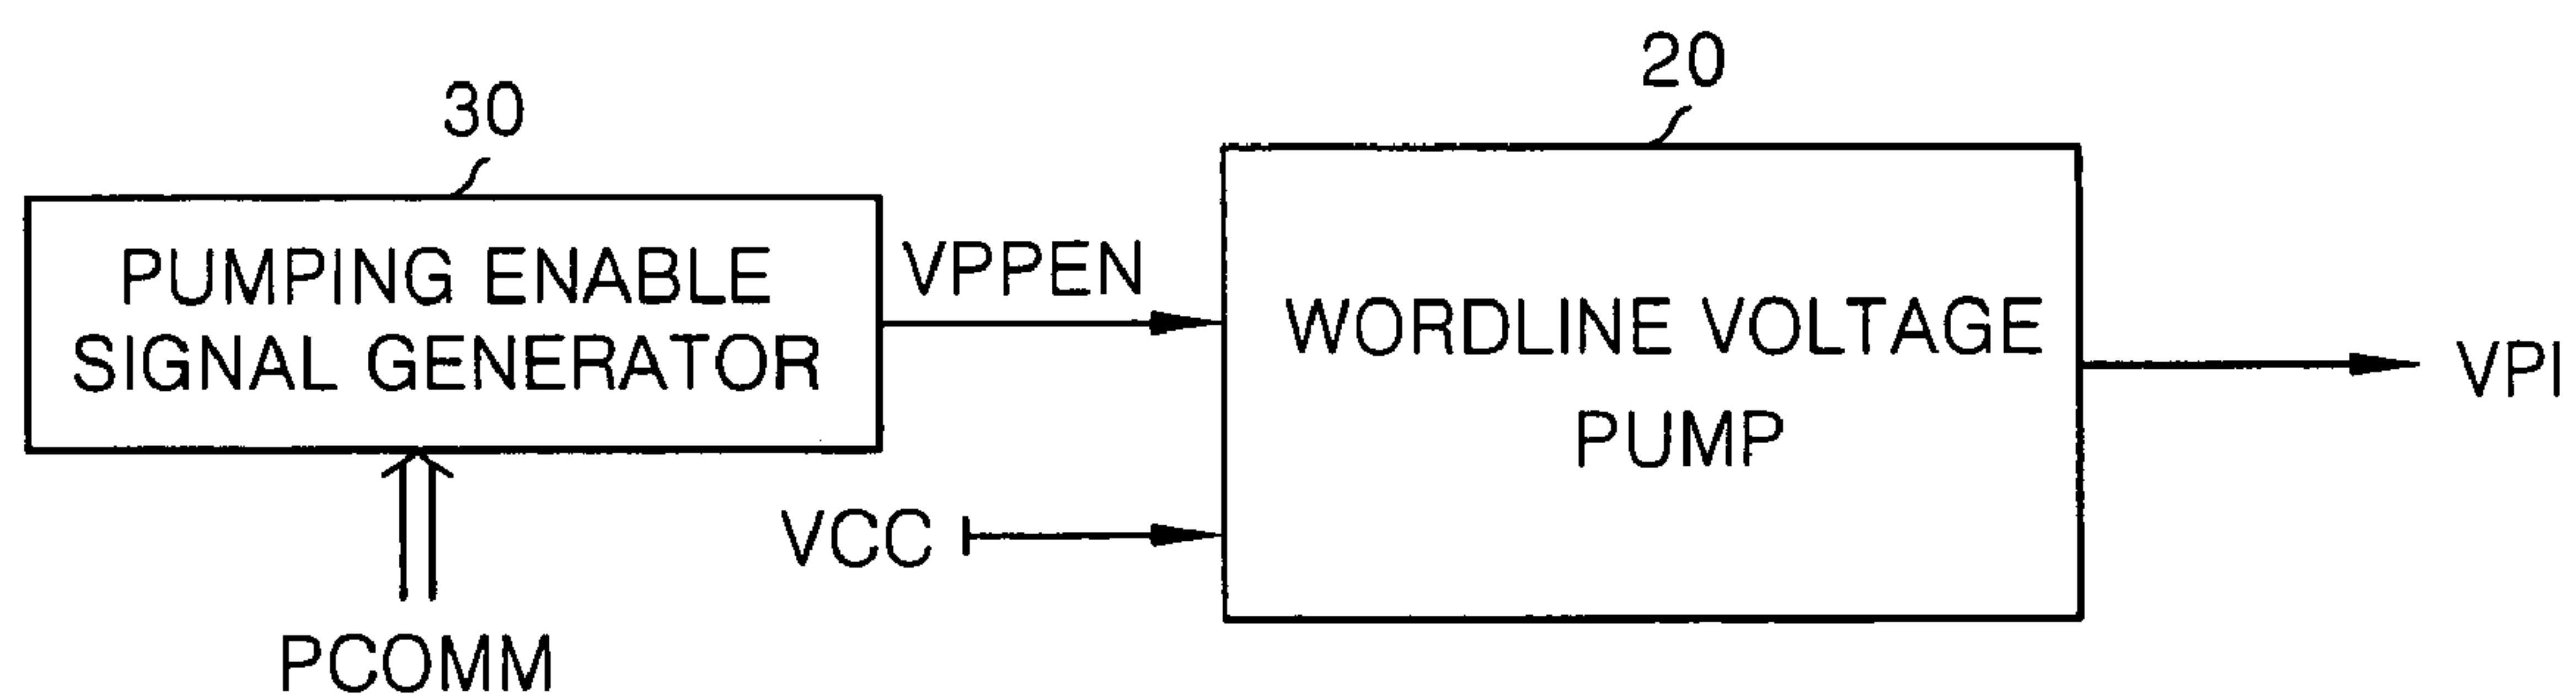 30
PUMPING ENABLE
SIGNAL GENERATOR
PCOMM
VPPEN
VCC
20
WORDLINE VOLTAGE
PUMP
VPI